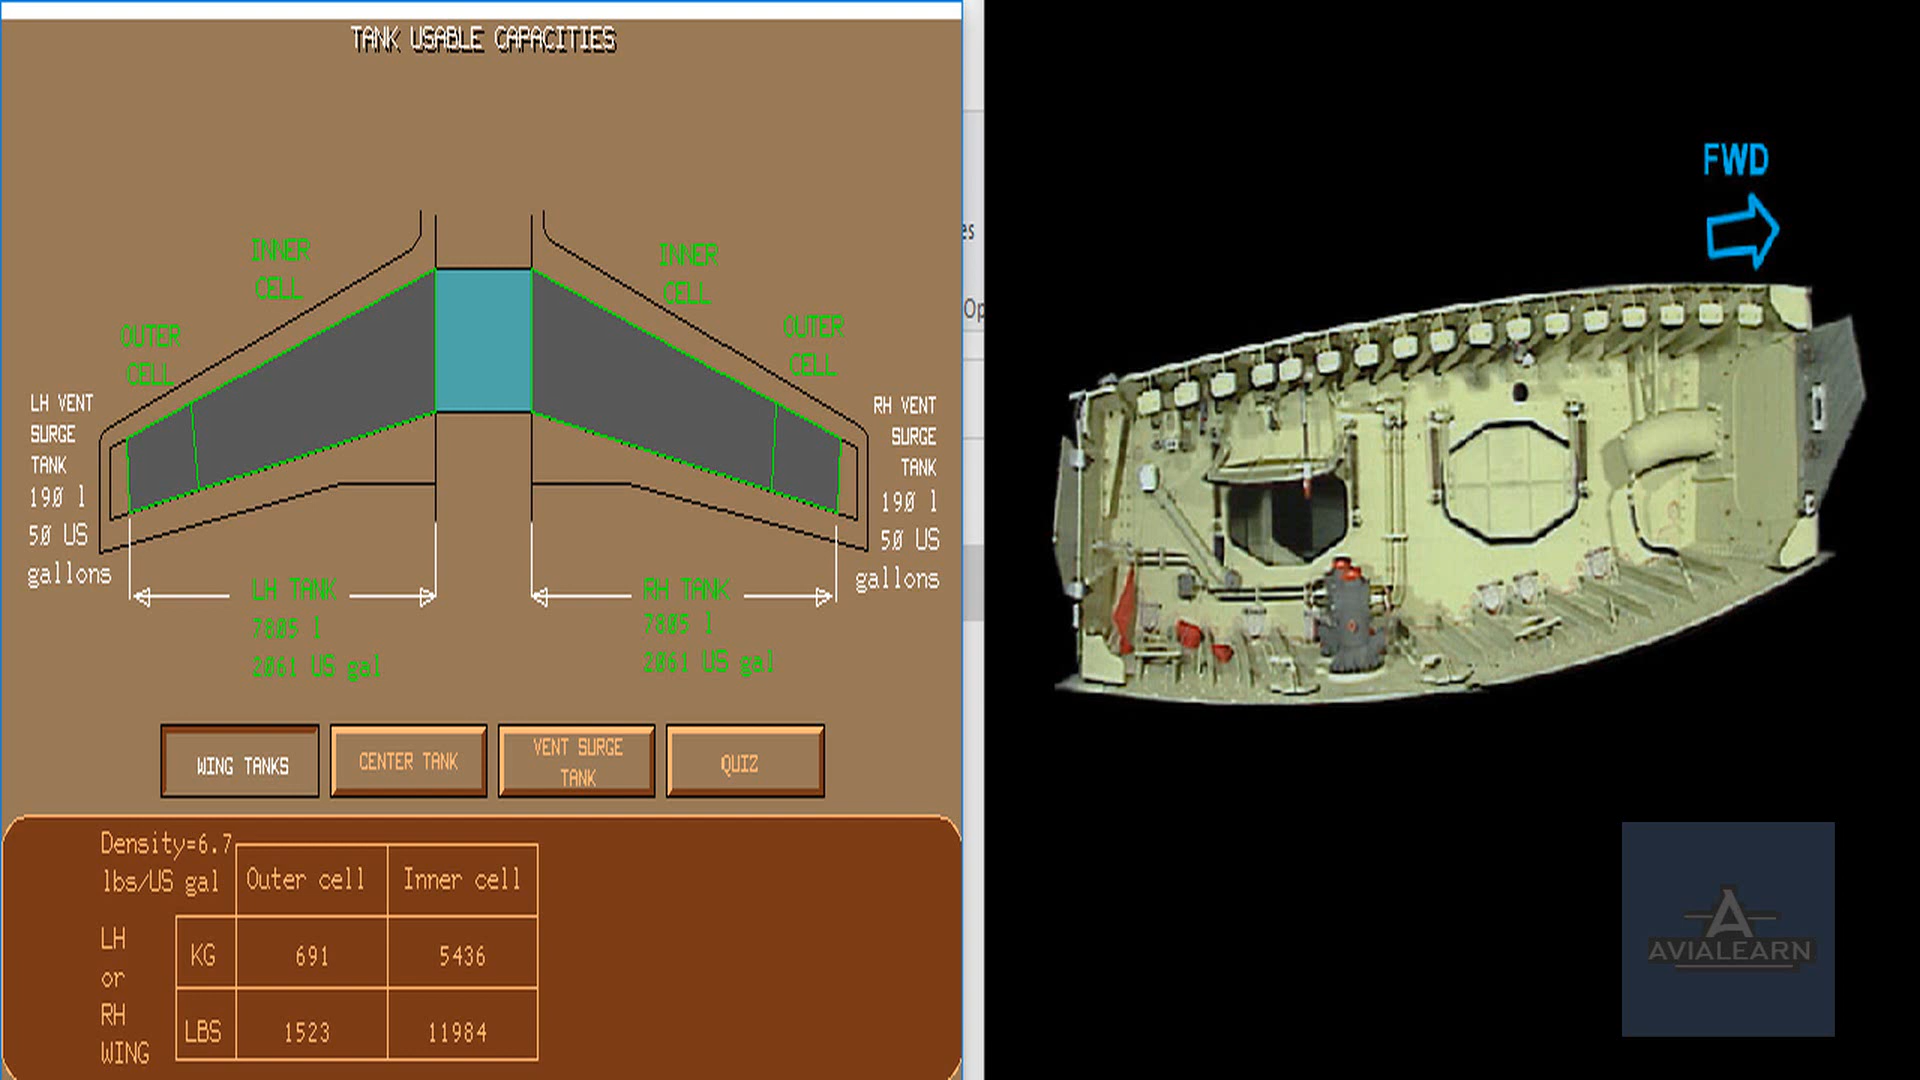 TANK USABLE CAPACITIES
INNER
CELL
INNER
CELL
OUTER
CELL
OUTER
CELL
LH VENT
SURGE
TANK
190 l
50 US
gallons
RH VENT
SURGE
TANK
190 l
50 US
gallons
LH TANK
7805 l
2061 US gal
RH TANK
7805 l
2061 US gal
WING TANKS
CENTER TANK
VENT SURGE
TANK
QUIZ
Density=6.7
lbs/US gal
Outer cell
Inner cell
LH
or
RH
WING
KG
691
5436
LBS
1523
11984
es
Op
FWD
AVIALEARN